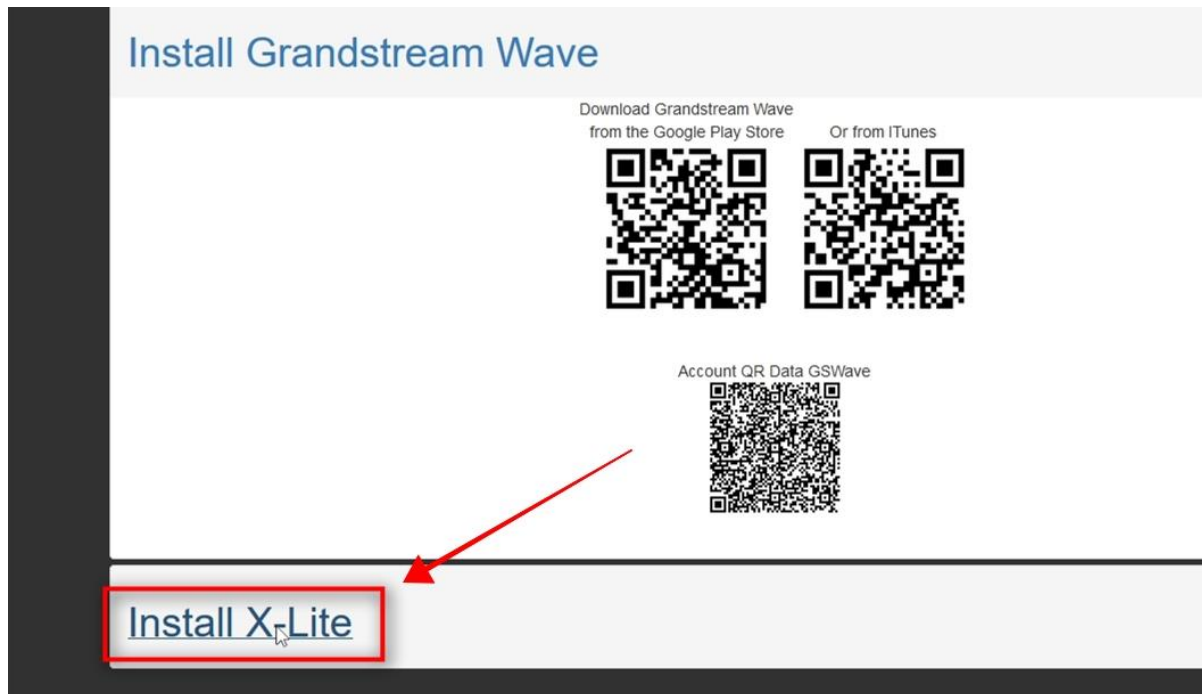 Install Grandstream Wave
Download Grandstream Wave
from the Google Play Store
Or from ITunes
Account QR Data GSWave
Install X-Lite